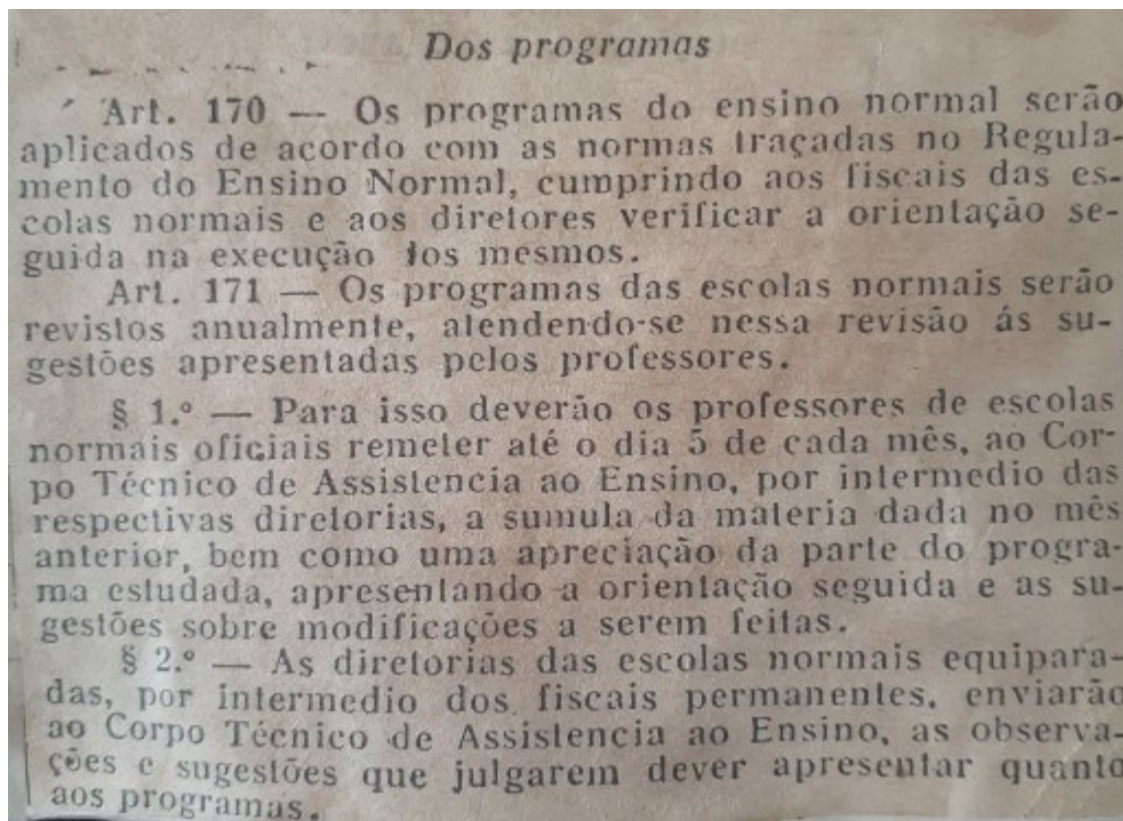 Dos programas
Art. 170 — Os programas do ensino normal serão
aplicados de acordo com as normas traçadas no Regula-
mento do Ensino Normal, cumprindo aos fiscais das es-
colas normais e aos diretores verificar a orientação se-
guida na execução dos mesmos.
Art. 171 — Os programas das escolas normais serão
revistos anualmente, atendendo-se nessa revisão ás su-
gestões apresentadas pelos professores.
§ 1.º — Para isso deverão os professores de escolas
normais oficiais remeter até o dia 5 de cada mês, ao Cor-
po Técnico de Assistencia ao Ensino, por intermedio das
respectivas diretorias, a sumula da materia dada no mês
anterior, bem como uma apreciação da parte do progra-
ma estudada, apresentando a orientação seguida e as su-
gestões sobre modificações a serem feitas.
§ 2.º — As diretorias das escolas normais equipara-
das, por intermedio dos fiscais permanentes, enviarão
ao Corpo Técnico de Assistencia ao Ensino, as observa-
ções e sugestões que julgarem dever apresentar quanto
aos programas.